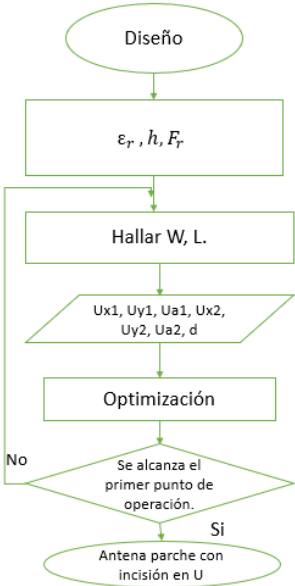 Diseño
εr , h, Fr
Hallar W, L.
Ux1, Uy1, Ua1, Ux2,
Uy2, Ua2, d
Optimización
Se alcanza el
primer punto de
operación.
No
Si
Antena parche con
incisión en U